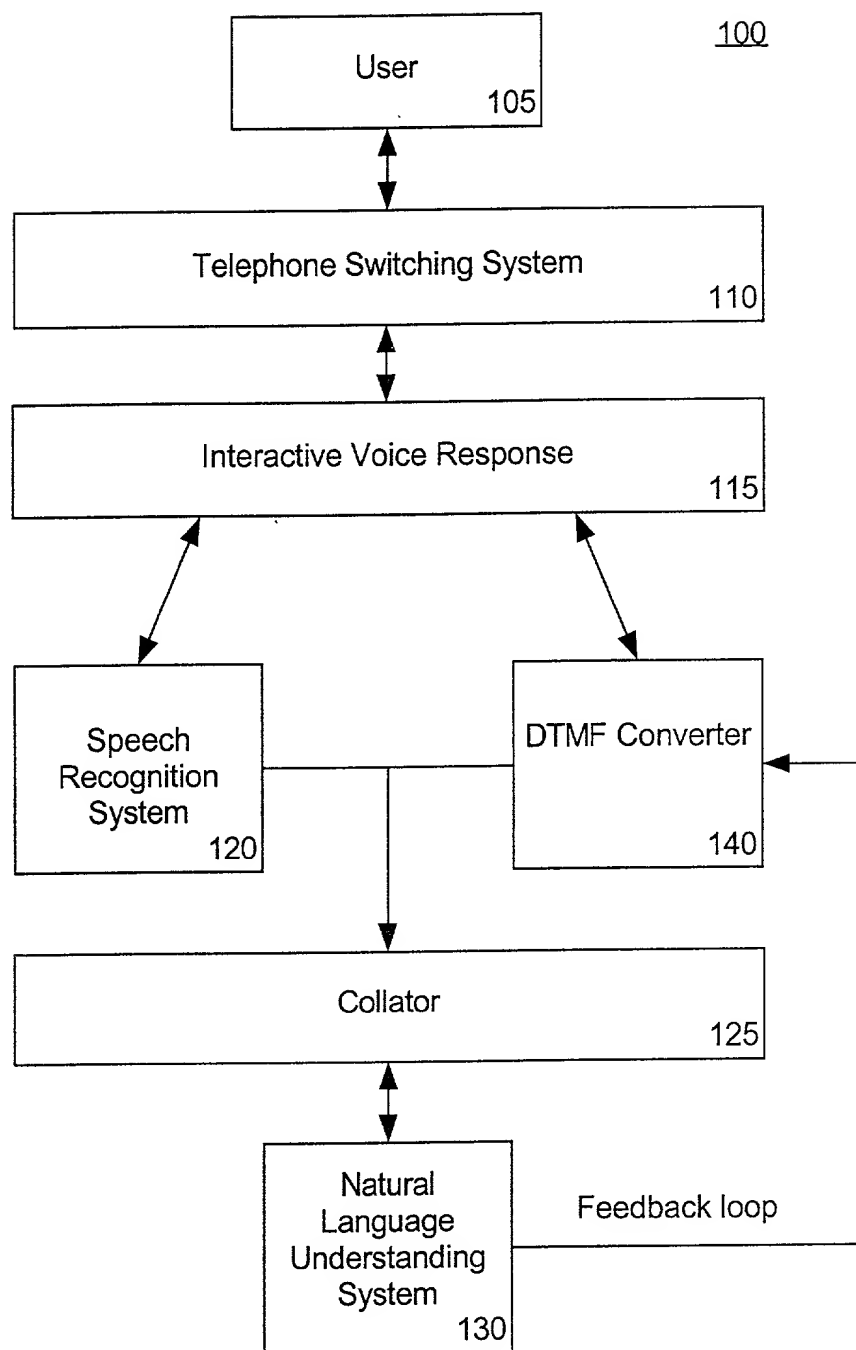 100
User
105
Telephone Switching System
110
Interactive Voice Response
115
Speech
Recognition
System
120
DTMF Converter
140
Collator
125
Natural
Language
Understanding
System
130
Feedback loop